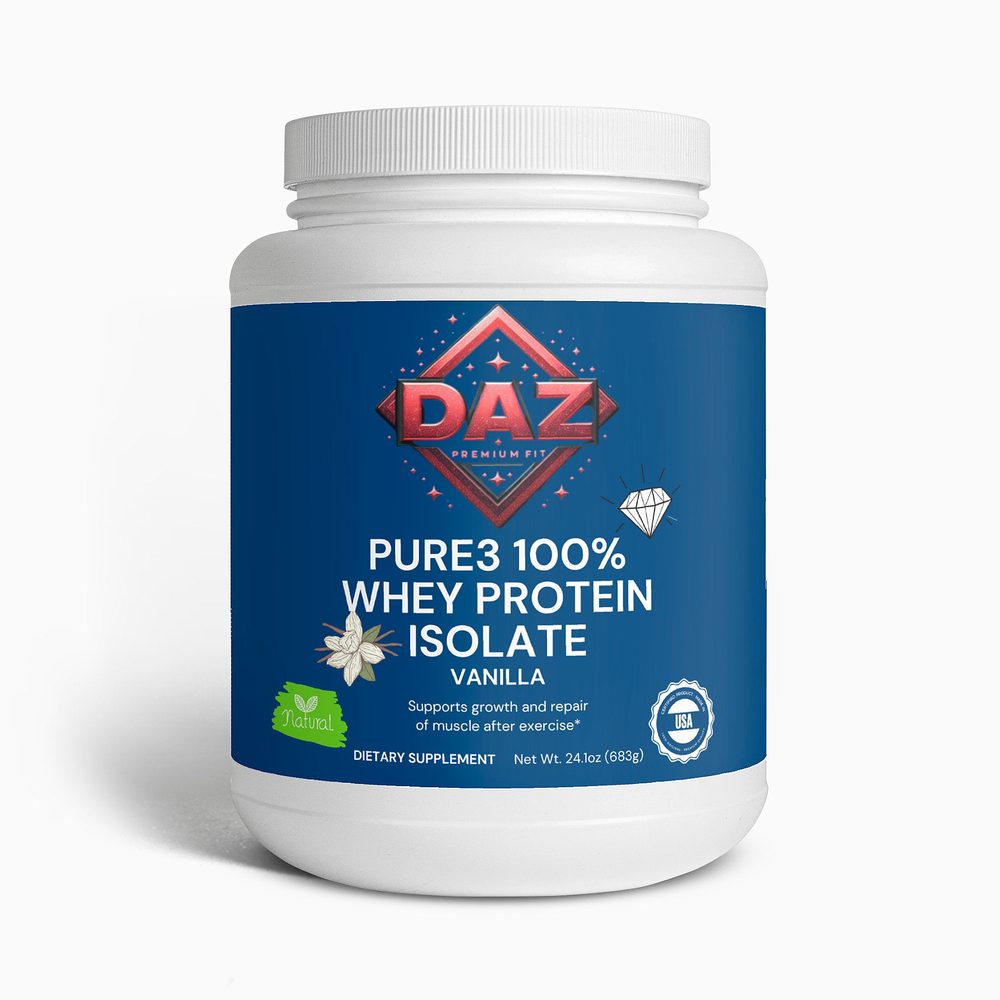 DAZ
PREMIUM FIT
PURE3 100%
WHEY PROTEIN
ISOLATE
VANILLA
Supports growth and repair
of muscle after exercise*
Natural
USA
DIETARY SUPPLEMENT Net Wt. 24.1oz (683g)